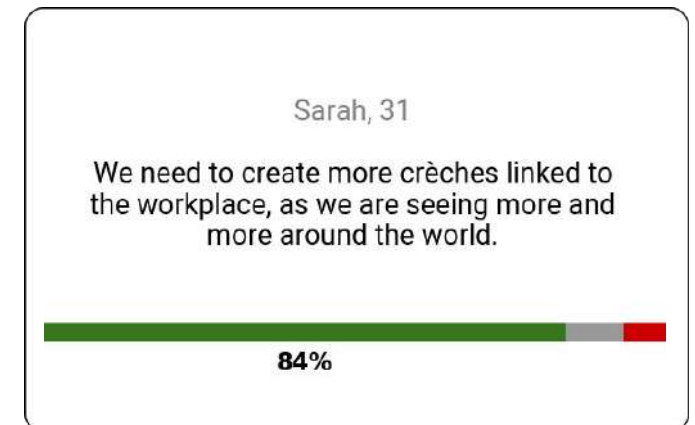 Sarah, 31
We need to create more crèches linked to
the workplace, as we are seeing more and
more around the world.
84%